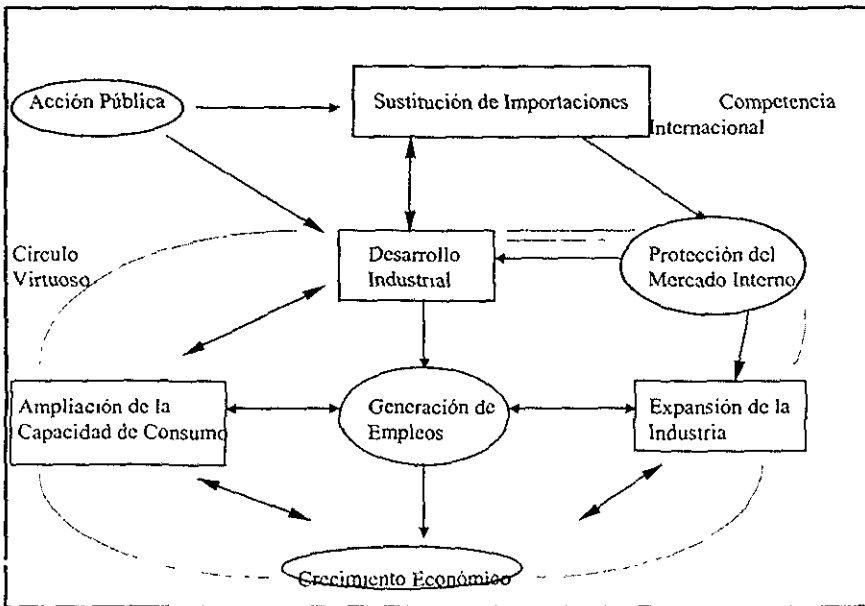 Acción Pública
Sustitución de Importaciones
Competencia
Internacional
Circulo
Virtuoso
Desarrollo
Industrial
Protección del
Mercado Interno
Ampliación de la
Capacidad de Consumo
Generación de
Empleos
Expansión de la
Industria
Crecimiento Económico